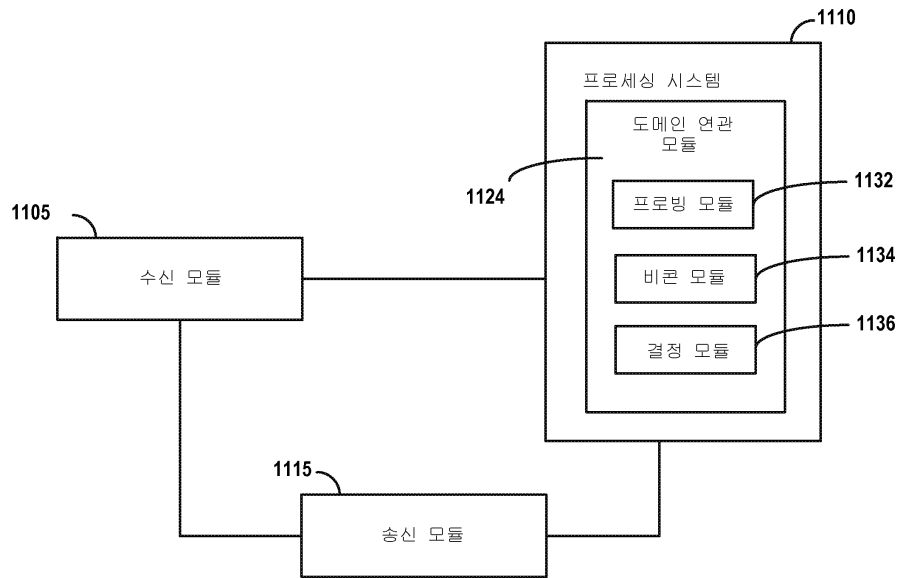 1110
프로세싱 시스템
도메인 연관
모듈
1124
1132
프로빙 모듈
1105
수신 모듈
1134
비콘 모듈
1136
결정 모듈
1115
송신 모듈